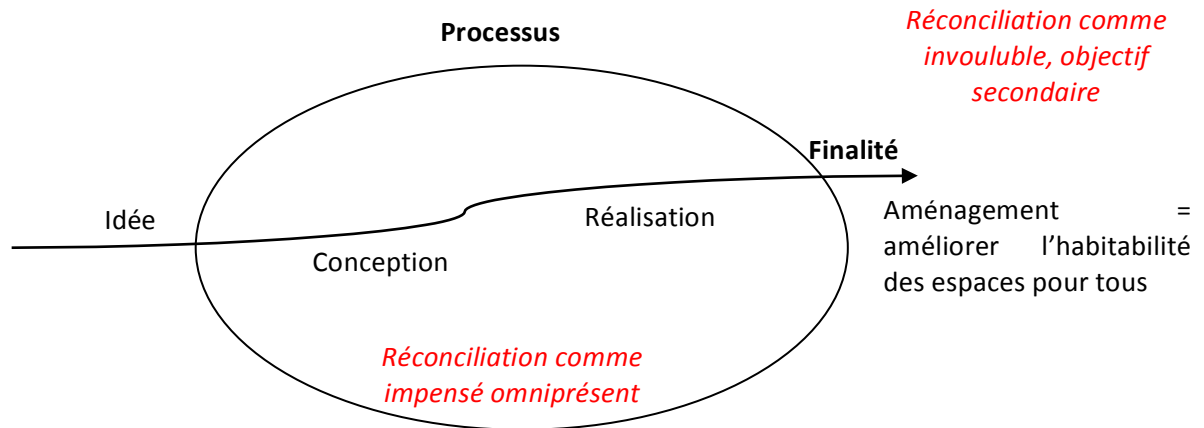 Processus
Réconciliation comme
invouluble, objectif
secondaire
Finalité
Idée
Réalisation
Conception
Aménagement =
améliorer l’habitabilité
des espaces pour tous
Réconciliation comme
impensé omniprésent